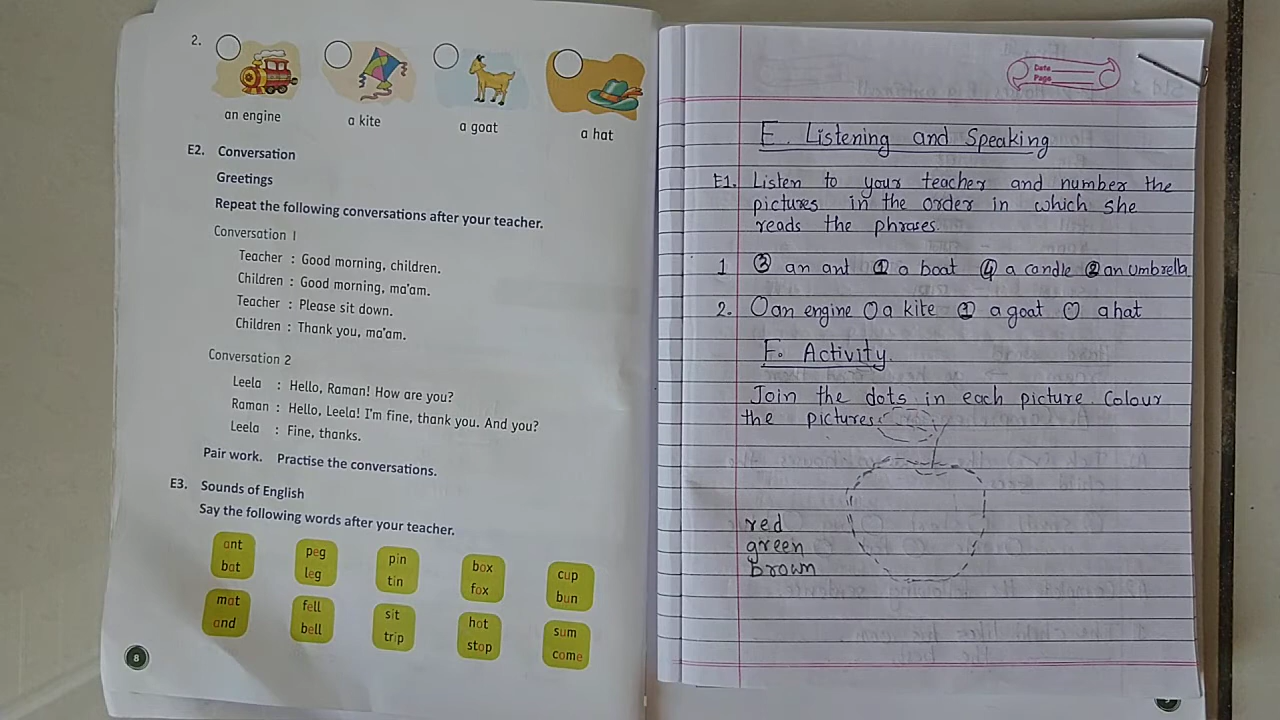 2.
an engine a kite a goat a hat
E2. Conversation
Greetings
Repeat the following conversations after your teacher.
Conversation 1
Teacher : Good morning, children.
Children : Good morning, ma'am.
Teacher : Please sit down.
Children : Thank you, ma'am.
Conversation 2
Leela : Hello, Raman! How are you?
Raman : Hello, Leela! I'm fine, thank you. And you?
Leela : Fine, thanks.
Pair work. Practise the conversations.
E3. Sounds of English
Say the following words after your teacher.
ant peg pin box cup
bat leg tin fox bun
mat fell sit hot sum
and bell trip stop come
8
Date
Page
E. Listening and Speaking
E1. Listen to your teacher and number the
pictures in the order in which she
reads the phrases.
1 3 an ant 1 a boat 4 a candle 2 an umbrella
2. an engine a kite 1 a goat a hat
F. Activity.
Join the dots in each picture Colour
the pictures.
red
green
brown